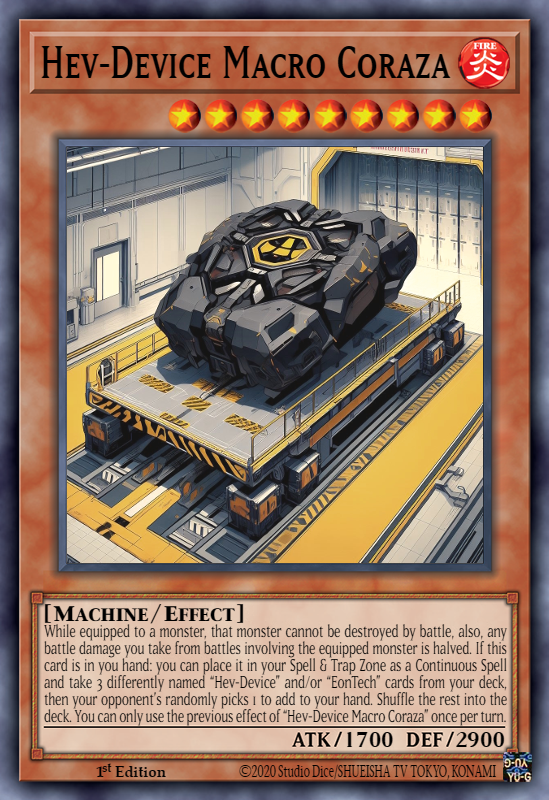 Hev-Device Macro Coraza
FIRE
炎
[Machine/Effect]
While equipped to a monster, that monster cannot be destroyed by battle, also, any
battle damage you take from battles involving the equipped monster is halved. If this
card is in your hand: you can place it in your Spell & Trap Zone as a Continuous Spell
and take 3 differently named “Hev-Device” and/or “EonTech” cards from your deck,
then your opponent's randomly picks 1 to add to your hand. Shuffle the rest into the
deck. You can only use the previous effect of “Hev-Device Macro Coraza” once per turn.
ATK/1700 DEF/2900
1st Edition
©2020 Studio Dice/SHUEISHA TV TOKYO, KONAMI
YU-G